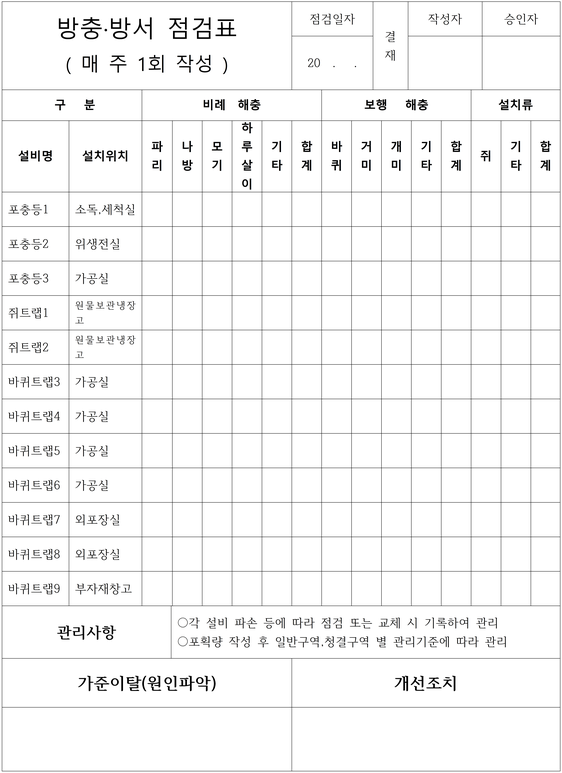 방충·방서 점검표
( 매 주 1회 작성 )
점검일자
결
재
작성자
승인자
20 . .
구 분
비례 해충
보행 해충
설치류
설비명
설치위치
파리
나방
모기
하루살이
기타
합계
바퀴
거미
개미
기타
합계
쥐
기타
합계
포충등1 소독,세척실
포충등2 위생전실
포충등3 가공실
쥐트랩1 원물보관냉장고
쥐트랩2 원물보관냉장고
바퀴트랩3 가공실
바퀴트랩4 가공실
바퀴트랩5 가공실
바퀴트랩6 가공실
바퀴트랩7 외포장실
바퀴트랩8 외포장실
바퀴트랩9 부자재창고
관리사항
○각 설비 파손 등에 따라 점검 또는 교체 시 기록하여 관리
○포획량 작성 후 일반구역,청결구역 별 관리기준에 따라 관리
가준이탈(원인파악)
개선조치